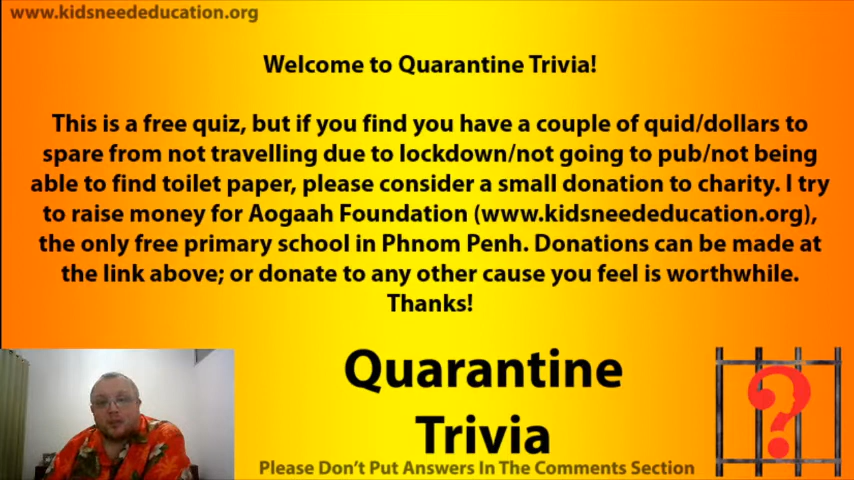 www.kidsneededucation.org
Welcome to Quarantine Trivia!
This is a free quiz, but if you find you have a couple of quid/dollars to
spare from not travelling due to lockdown/not going to pub/not being
able to find toilet paper, please consider a small donation to charity. I try
to raise money for Aogaah Foundation (www.kidsneededucation.org),
the only free primary school in Phnom Penh. Donations can be made at
the link above; or donate to any other cause you feel is worthwhile.
Thanks!
Quarantine
Trivia
Please Don't Put Answers In The Comments Section